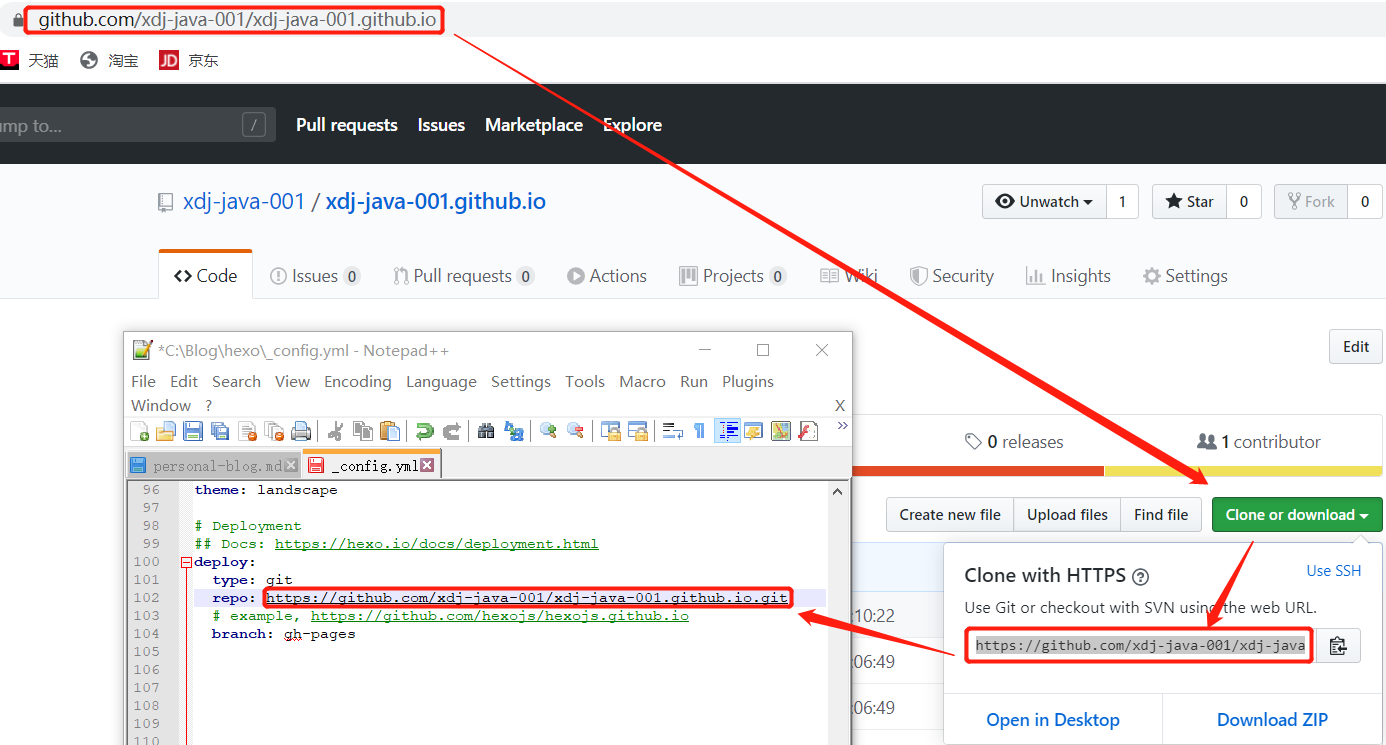 github.com/xdj-java-001/xdj-java-001.github.io
T 天猫 淘宝 JD 京东
ump to... / Pull requests Issues Marketplace Explore
xdj-java-001 / xdj-java-001.github.io
Unwatch 1 Star 0 Fork 0
Code Issues 0 Pull requests 0 Actions Projects 0 Wiki Security Insights Settings
Edit
0 releases 1 contributor
Create new file Upload files Find file Clone or download
Clone with HTTPS ? Use SSH
Use Git or checkout with SVN using the web URL.
https://github.com/xdj-java-001/xdj-java
Open in Desktop Download ZIP
:10:22
:06:49
:06:49
*C:\Blog\hexo\_config.yml - Notepad++
File Edit Search View Encoding Language Settings Tools Macro Run Plugins
Window ? X
personal-blog.md _config.yml
96 theme: landscape
97
98 # Deployment
99 ## Docs: https://hexo.io/docs/deployment.html
100 deploy:
101 type: git
102 repo: https://github.com/xdj-java-001/xdj-java-001.github.io.git
103 # example, https://github.com/hexojs/hexojs.github.io
104 branch: gh-pages
105
106
107
108
109
110